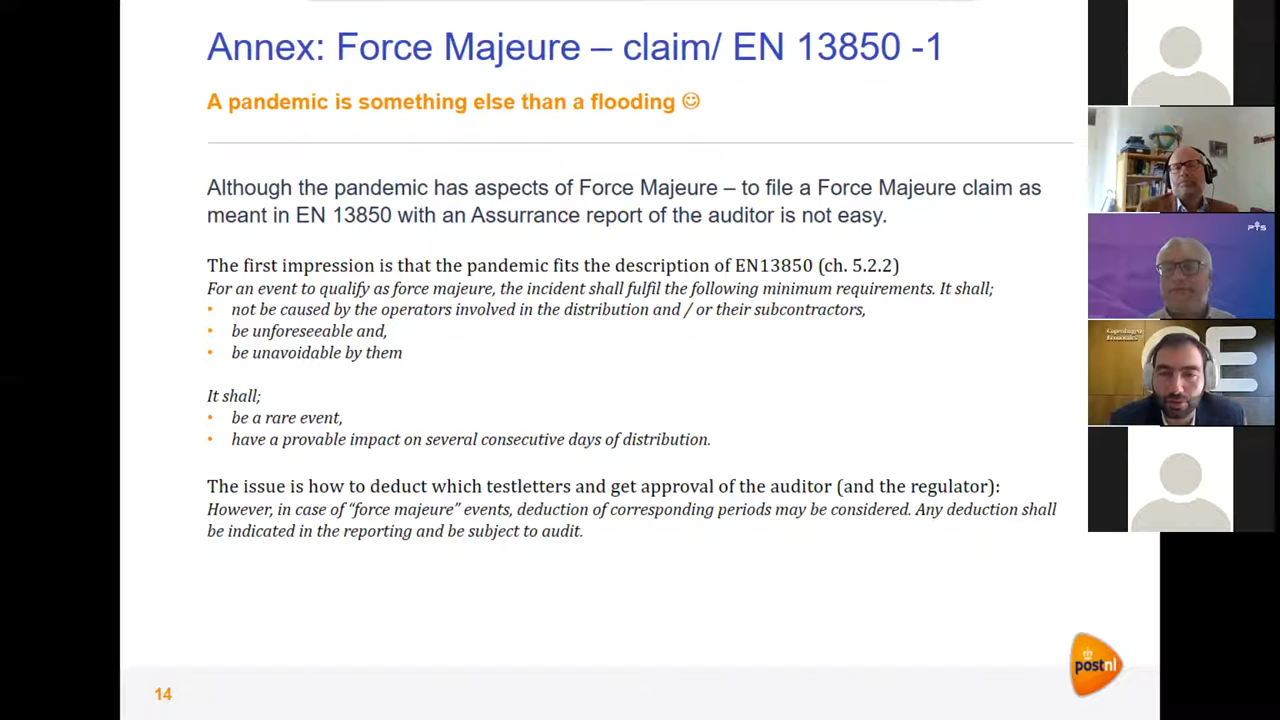 Annex: Force Majeure – claim/ EN 13850 -1
A pandemic is something else than a flooding ☺
Although the pandemic has aspects of Force Majeure – to file a Force Majeure claim as
meant in EN 13850 with an Assurrance report of the auditor is not easy.
The first impression is that the pandemic fits the description of EN13850 (ch. 5.2.2)
For an event to qualify as force majeure, the incident shall fulfil the following minimum requirements. It shall;
• not be caused by the operators involved in the distribution and / or their subcontractors,
• be unforeseeable and,
• be unavoidable by them
It shall;
• be a rare event,
• have a provable impact on several consecutive days of distribution.
The issue is how to deduct which testletters and get approval of the auditor (and the regulator):
However, in case of “force majeure” events, deduction of corresponding periods may be considered. Any deduction shall
be indicated in the reporting and be subject to audit.
14
postnl
pts
Copenhagen
Economics
CE